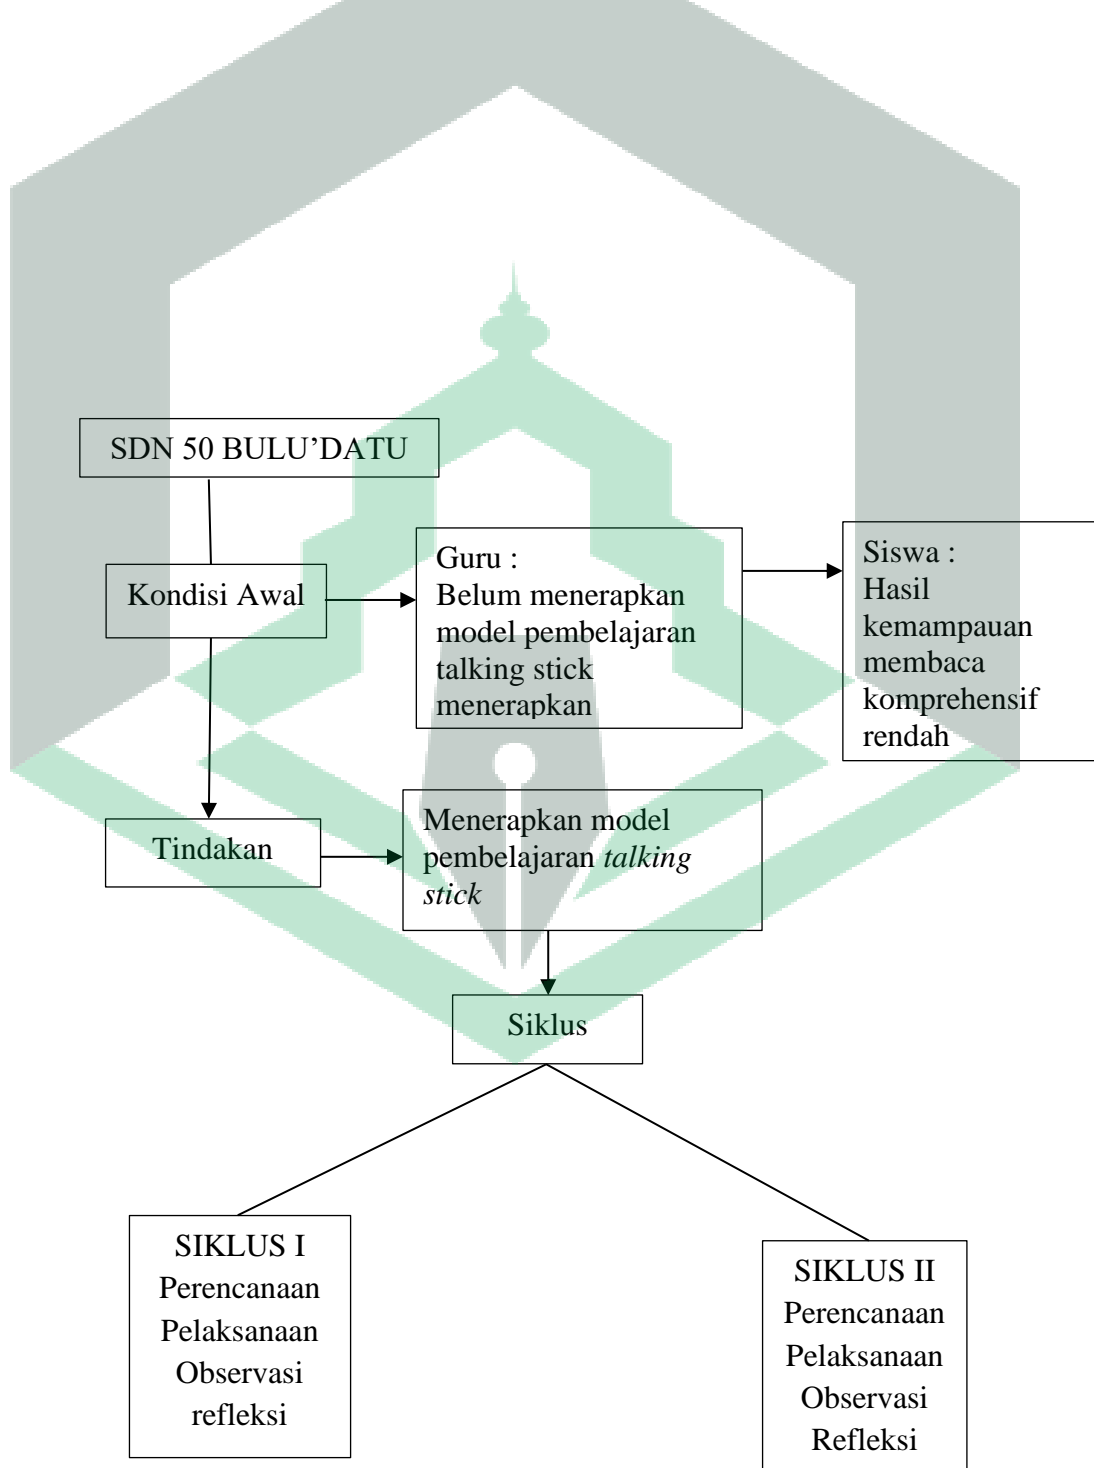 SDN 50 BULU’DATU
Kondisi Awal
Guru :
Belum menerapkan
model pembelajaran
talking stick
menerapkan
Siswa :
Hasil
kemampauan
membaca
komprehensif
rendah
Tindakan
Menerapkan model
pembelajaran talking
stick
Siklus
SIKLUS I
Perencanaan
Pelaksanaan
Observasi
refleksi
SIKLUS II
Perencanaan
Pelaksanaan
Observasi
Refleksi